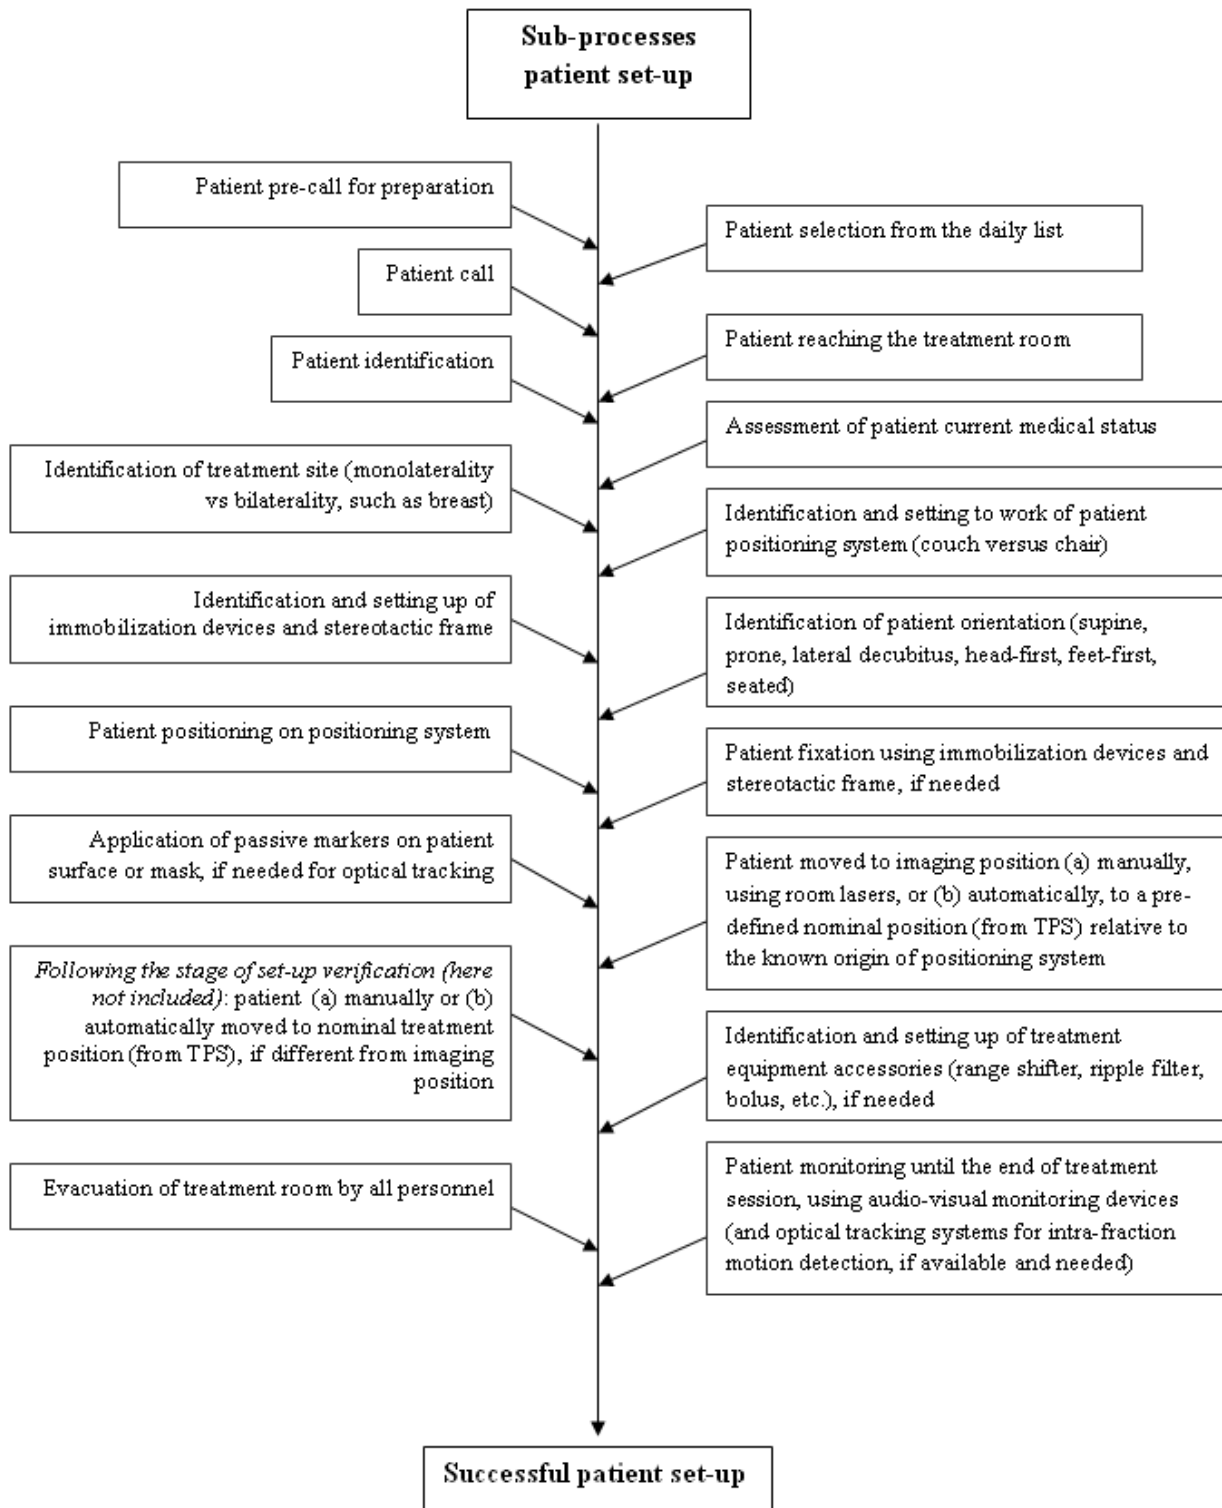 Sub-processes
patient set-up
Patient pre-call for preparation
Patient selection from the daily list
Patient call
Patient reaching the treatment room
Patient identification
Assessment of patient current medical status
Identification of treatment site (monolaterality
vs bilaterality, such as breast)
Identification and setting to work of patient
positioning system (couch versus chair)
Identification and setting up of
immobilization devices and stereotactic frame
Identification of patient orientation (supine,
prone, lateral decubitus, head-first, feet-first,
seated)
Patient positioning on positioning system
Patient fixation using immobilization devices and
stereotactic frame, if needed
Application of passive markers on patient
surface or mask, if needed for optical tracking
Patient moved to imaging position (a) manually,
using room lasers, or (b) automatically, to a pre-
defined nominal position (from TPS) relative to
the known origin of positioning system
Following the stage of set-up verification (here
not included): patient (a) manually or (b)
automatically moved to nominal treatment
position (from TPS), if different from imaging
position
Identification and setting up of treatment
equipment accessories (range shifter, ripple filter,
bolus, etc.), if needed
Evacuation of treatment room by all personnel
Patient monitoring until the end of treatment
session, using audio-visual monitoring devices
(and optical tracking systems for intra-fraction
motion detection, if available and needed)
Successful patient set-up